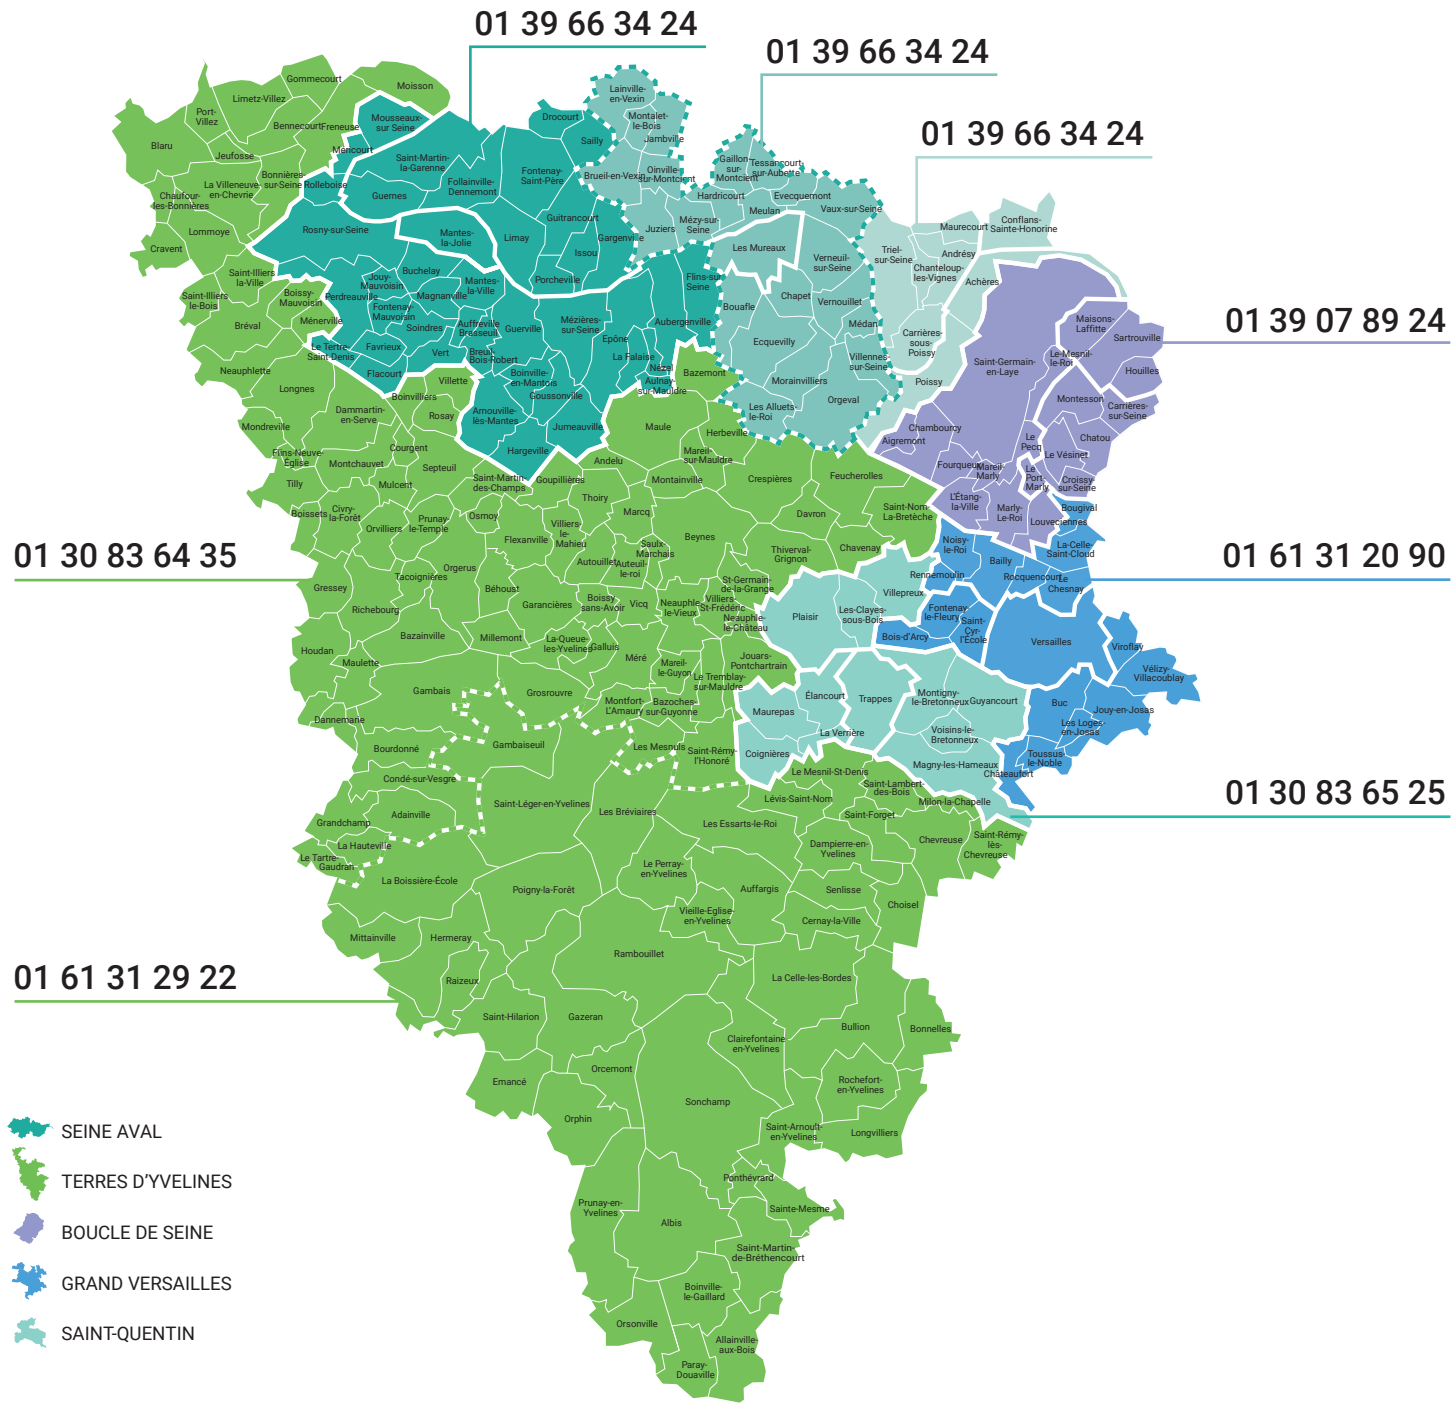 01 39 66 34 24
01 39 66 34 24
01 39 66 34 24
01 39 07 89 24
01 30 83 64 35
01 61 31 20 90
01 30 83 65 25
01 61 31 29 22
Gommecourt
Moisson
Limetz-Villez
Port-
Villez
Bennecourt
Freneuse
Blaru
Jeufosse
La Villeneuve-
en-Chevrie
Bonnières-
sur-Seine
Chaufour-
les-Bonnières
Lommoye
Cravent
Saint-Illiers
la-Ville
Saint-Illiers
le-Bois
Boissy-
Mauvoisin
Bréval
Ménerville
Neauphlette
Longnes
Mondreville
Dammartin-
en-Serve
Flins-Neuve-
Église
Montchauvet
Tilly
Mulcent
Boissets
Civry-
la-Forêt
Orvilliers
Prunay-
le-Temple
Courgent
Septeuil
Rosay
Villette
Boinvilliers
Saint-Martin
des-Champs
Osmoy
Goupillières
Andelu
Thoiry
Flexanville
Villiers-
le-
Mahieu
Marcq
Montainville
Mareil-
sur-Mauldre
Maule
Herbeville
Bazemont
Crespières
Feucherolles
Davron
Saint-Nom-
La-Bretèche
Chavenay
Thiverval-
Grignon
Beynes
Saulx-
Marchais
Autouillet
Auteuil-
le-roi
St-Germain-
de-la-Grange
Villiers-
St-Frédéric
Neauphle-
le-Vieux
Neauphle-
le-Château
Vicq
Boissy
sans-Avoir
Garancières
Béhoust
Orgerus
Tacoignières
Gressey
Richebourg
Bazainville
Houdan
Maulette
Millemont
La-Queue-
les-Yvelines
Galluis
Méré
Mareil-
le-Guyon
Jouars-
Pontchartrain
Le Tremblay-
sur-Mauldre
Bazoches-
sur-Guyonne
Montfort-
L'Amaury
Grosrouvre
Gambais
Dannemarie
Bourdonné
Gambaiseuil
Les Mesnuls
Saint-Rémy-
l'Honoré
Condé-sur-Vesgre
Adainville
Grandchamp
La Hauteville
Le Tartre-
Gaudran
La Boissière-École
Saint-Léger-en-Yvelines
Les Bréviaires
Les Essarts-le-Roi
Lévis-Saint-Nom
Le Mesnil-St-Denis
Saint-Lambert-
des-Bois
Milon-la-Chapelle
Saint-Forget
Chevreuse
Saint-Rémy-
lès-
Chevreuse
Dampierre-en-
Yvelines
Senlisse
Choisel
Cernay-la-Ville
Auffargis
Le Perray-
en-Yvelines
Vieille-Eglise-
en-Yvelines
Poigny-la-Forêt
Mittainville
Hermeray
Raizeux
Rambouillet
La Celle-les-Bordes
Saint-Hilarion
Gazeran
Clairefontaine
en-Yvelines
Bullion
Bonnelles
Emancé
Orcemont
Orphin
Sonchamp
Rochefort-
en-Yvelines
Saint-Arnoult-
en-Yvelines
Longvilliers
Ponthévrard
Sainte-Mesme
Prunay-en-
Yvelines
Albis
Saint-Martin-
de-Bréthencourt
Boinville-
le-Gaillard
Orsonville
Allainville-
aux-Bois
Paray-
Douaville
Mousseaux-
sur Seine
Méricourt
Rolleboise
Saint-Martin-
la-Garenne
Guernes
Follainville-
Dennemont
Fontenay-
Saint-Père
Drocourt
Sailly
Rosny-sur-Seine
Mantes-
la-Jolie
Limay
Guitrancourt
Gargenville
Issou
Porcheville
Buchelay
Jouy-
Mauvoisin
Perdreauville
Magnanville
Mantes-
la-Ville
Fontenay-
Mauvoisin
Soindres
Auffreville
Brasseuil
Guerville
Mézières-
sur-Seine
Epône
Aubergenville
Flins-sur-
Seine
Le Tertre-
Saint-Denis
Favrieux
Vert
Breuil-
Bois-Robert
Flacourt
Boinville-
en-Mantois
Goussonville
La Falaise
Nézel
Aulnay-
sur-Mauldre
Arnouville-
lès-Mantes
Jumeauville
Hargeville
Lainville-
en-Vexin
Montalet-
le-Bois
Jambville
Brueil-en-Vexin
Oinville-
sur-Montcient
Gaillon-
sur-
Montcient
Tessancourt-
sur-Aubette
Hardricourt
Evecquemont
Meulan
Vaux-sur-Seine
Mézy-sur-
Seine
Juziers
Les Mureaux
Verneuil-
sur-Seine
Chapet
Vernouillet
Bouafle
Médan
Ecquevilly
Villennes-
sur-Seine
Morainvilliers
Orgeval
Les Alluets-
le-Roi
Conflans-
Sainte-Honorine
Maurecourt
Andrésy
Triel-
sur-Seine
Chanteloup-
les-Vignes
Achères
Carrières-
sous-
Poissy
Poissy
Maisons-
Laffitte
Sartrouville
Le-Mesnil-
le-Roi
Houilles
Saint-Germain-
en-Laye
Montesson
Carrières-
sur-Seine
Chambourcy
Aigremont
Le
Pecq
Chatou
Le Vésinet
Fourqueux
Mareil-
Marly
Le
Port-
Marly
Croissy-
sur-Seine
L'Étang-
la-Ville
Marly-
Le-Roi
Louveciennes
Bougival
La-Celle-
Saint-Cloud
Noisy-
le-Roi
Bailly
Rennemoulin
Rocquencourt
Le
Chesnay
Fontenay-
le-Fleury
Saint-
Cyr-
l'École
Bois-d'Arcy
Versailles
Viroflay
Vélizy-
Villacoublay
Buc
Jouy-en-Josas
Les Loges-
en-Josas
Toussus-
le-Noble
Châteaufort
Plaisir
Les-Clayes-
sous-Bois
Villepreux
Élancourt
Maurepas
Trappes
Montigny-
le-Bretonneux
Guyancourt
La Verrière
Voisins-le-
Bretonneux
Coignières
Magny-les-Hameaux
SEINE AVAL
TERRES D'YVELINES
BOUCLE DE SEINE
GRAND VERSAILLES
SAINT-QUENTIN